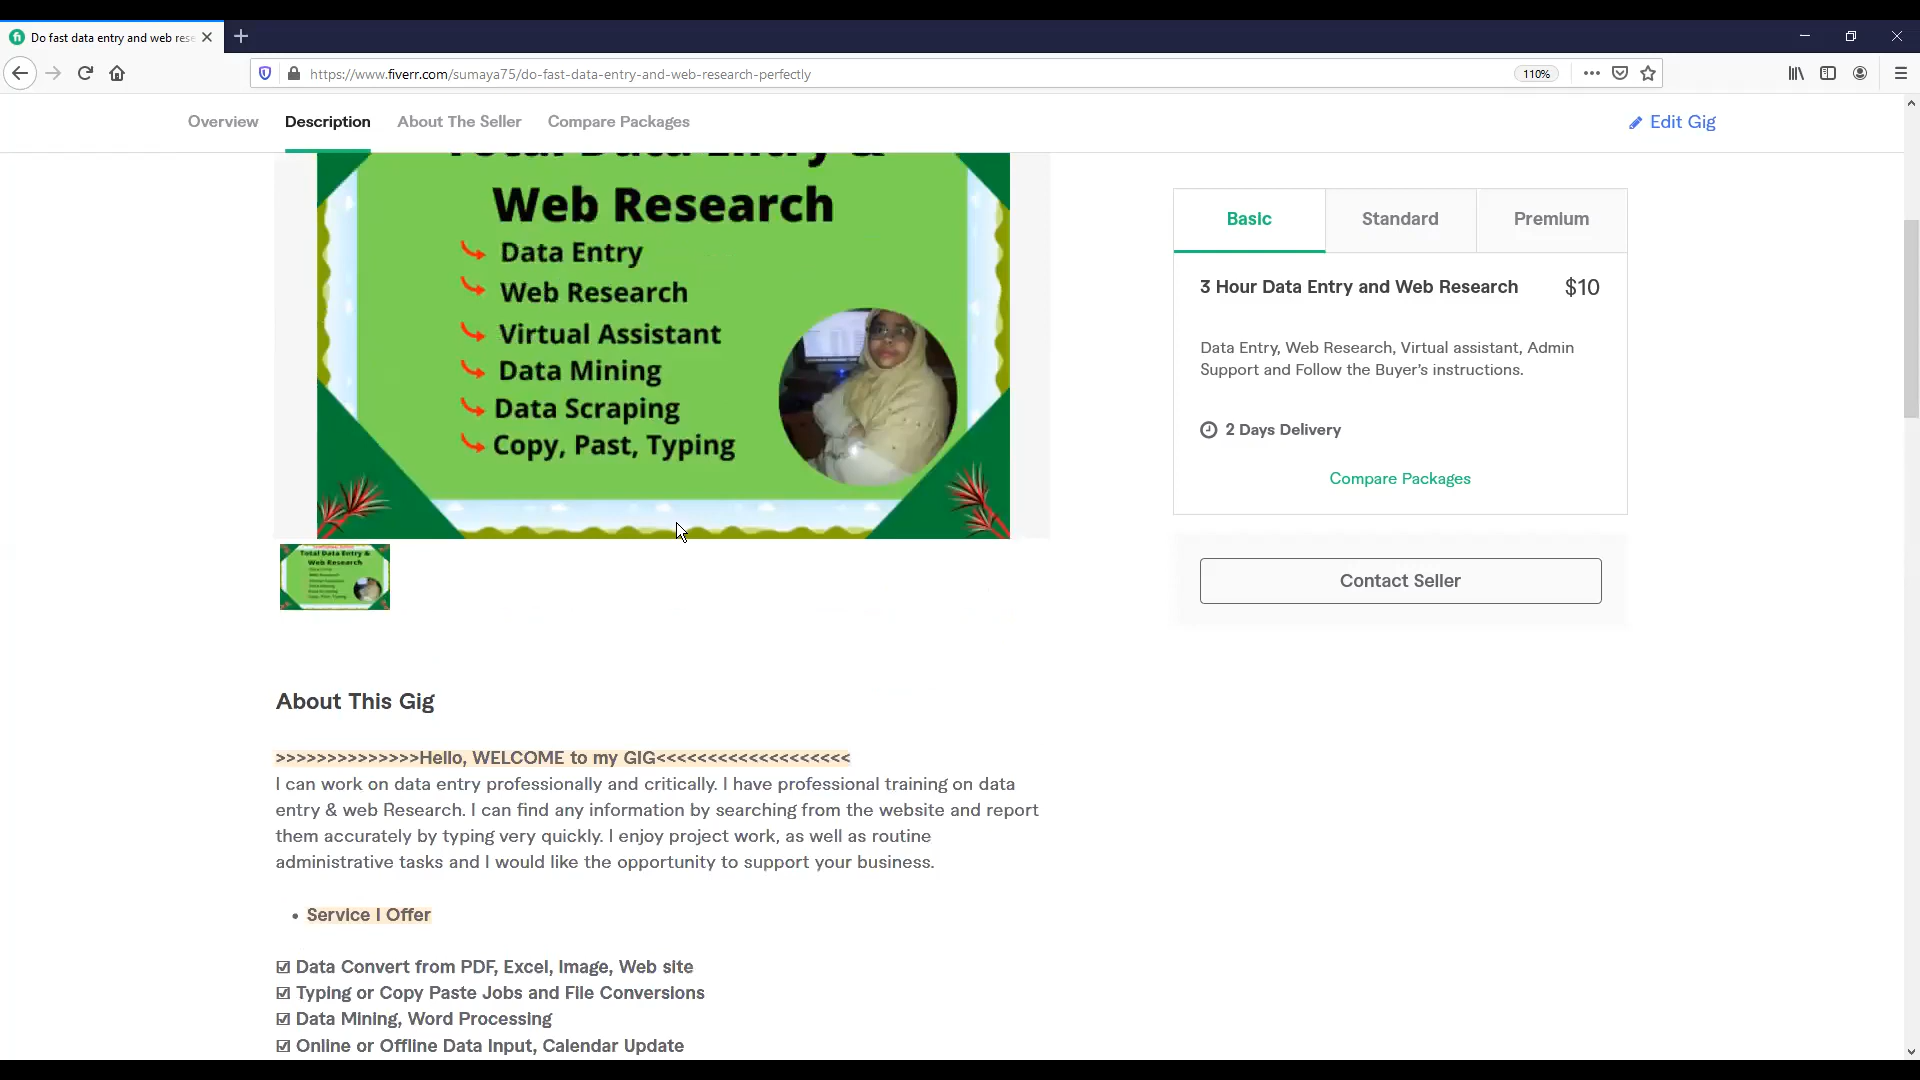 Do fast data entry and web rese
https://www.fiverr.com/sumaya75/do-fast-data-entry-and-web-research-perfectly
110%
Overview
Description
About The Seller
Compare Packages
Edit Gig
Total Data Entry &
Web Research
Data Entry
Web Research
Virtual Assistant
Data Mining
Data Scraping
Copy, Past, Typing
Basic
Standard
Premium
3 Hour Data Entry and Web Research
$10
Data Entry, Web Research, Virtual assistant, Admin
Support and Follow the Buyer's instructions.
2 Days Delivery
Compare Packages
Contact Seller
Total Data Entry &
Web Research
About This Gig
>>>>>>>>>>>>>>Hello, WELCOME to my GIG<<<<<<<<<<<<<<<<<<<
I can work on data entry professionally and critically. I have professional training on data
entry & web Research. I can find any information by searching from the website and report
them accurately by typing very quickly. I enjoy project work, as well as routine
administrative tasks and I would like the opportunity to support your business.
• Service I Offer
☑ Data Convert from PDF, Excel, Image, Web site
☑ Typing or Copy Paste Jobs and File Conversions
☑ Data Mining, Word Processing
☑ Online or Offline Data Input, Calendar Update